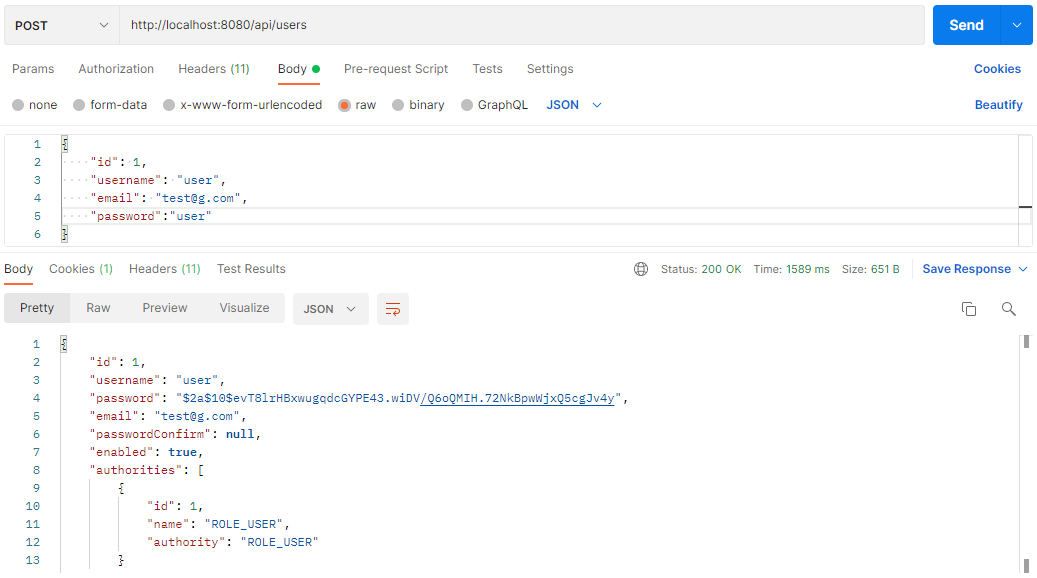 POST http://localhost:8080/api/users Send
Params Authorization Headers (11) Body Pre-request Script Tests Settings Cookies
none form-data x-www-form-urlencoded raw binary GraphQL JSON Beautify
1 {
2 "id": 1,
3 "username": "user",
4 "email": "test@g.com",
5 "password":"user"
6 }
Body Cookies (1) Headers (11) Test Results Status: 200 OK Time: 1589 ms Size: 651 B Save Response
Pretty Raw Preview Visualize JSON
1 {
2 "id": 1,
3 "username": "user",
4 "password": "$2a$10$evT8lrHBxwugqdcGYPE43.wiDV/Q6oQMIH.72NkBpwWjxQ5cgJv4y",
5 "email": "test@g.com",
6 "passwordConfirm": null,
7 "enabled": true,
8 "authorities": [
9 {
10 "id": 1,
11 "name": "ROLE_USER",
12 "authority": "ROLE_USER"
13 }